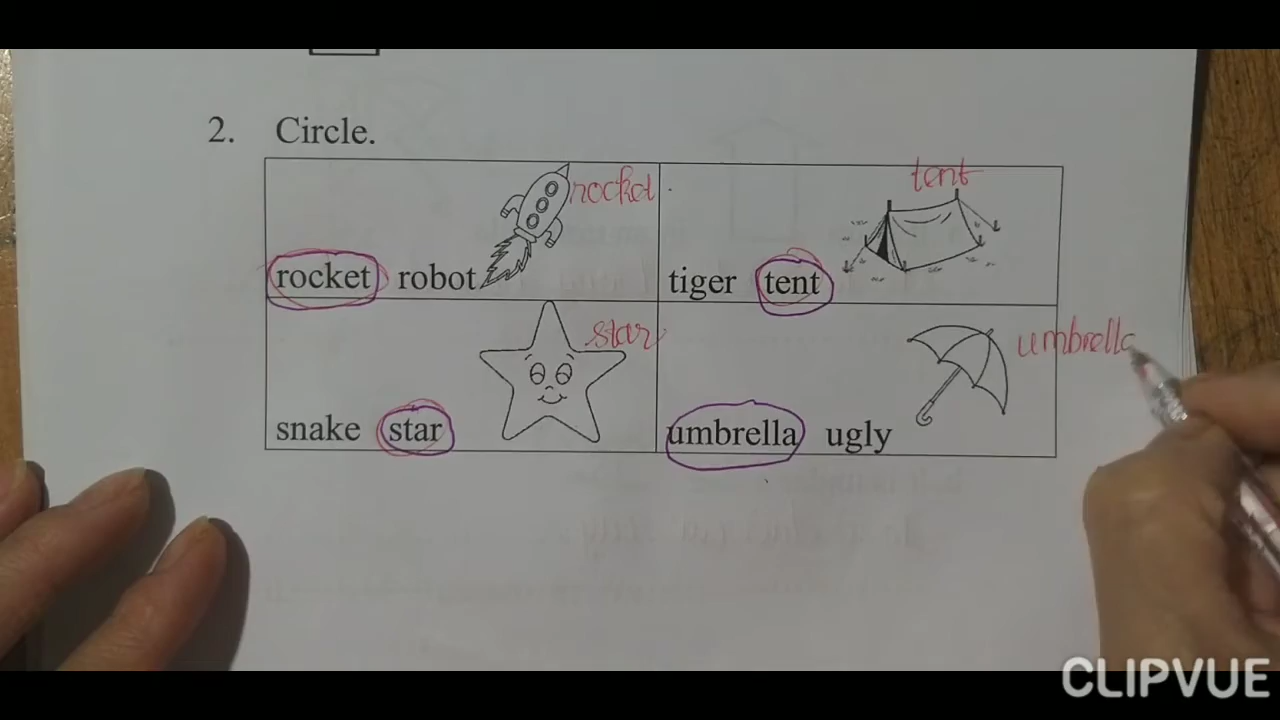 2. Circle.
rocket
rocket robot
tent
tiger tent
star
snake star
umbrella
umbrella ugly
CLIPVUE